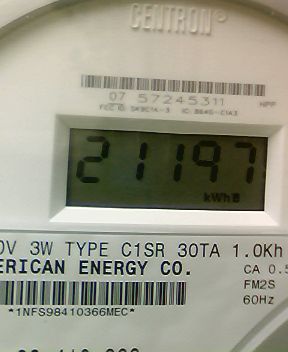 CENTRON®
07 57245311
HPP
21197
kWh
0V 3W TYPE C1SR 30TA 1.0Kh
ERICAN ENERGY CO.
CA 0.5
FM2S
60Hz
*1NFS98410366MEC*